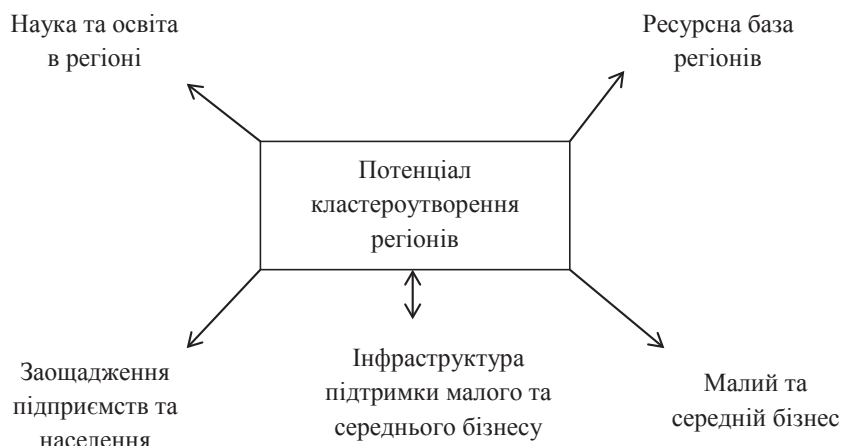 Наука та освіта
в регіоні
Ресурсна база
регіонів
Потенціал
кластероутворення
регіонів
Заощадження
підприємств та
населення
Інфраструктура
підтримки малого та
середнього бізнесу
Малий та
середній бізнес